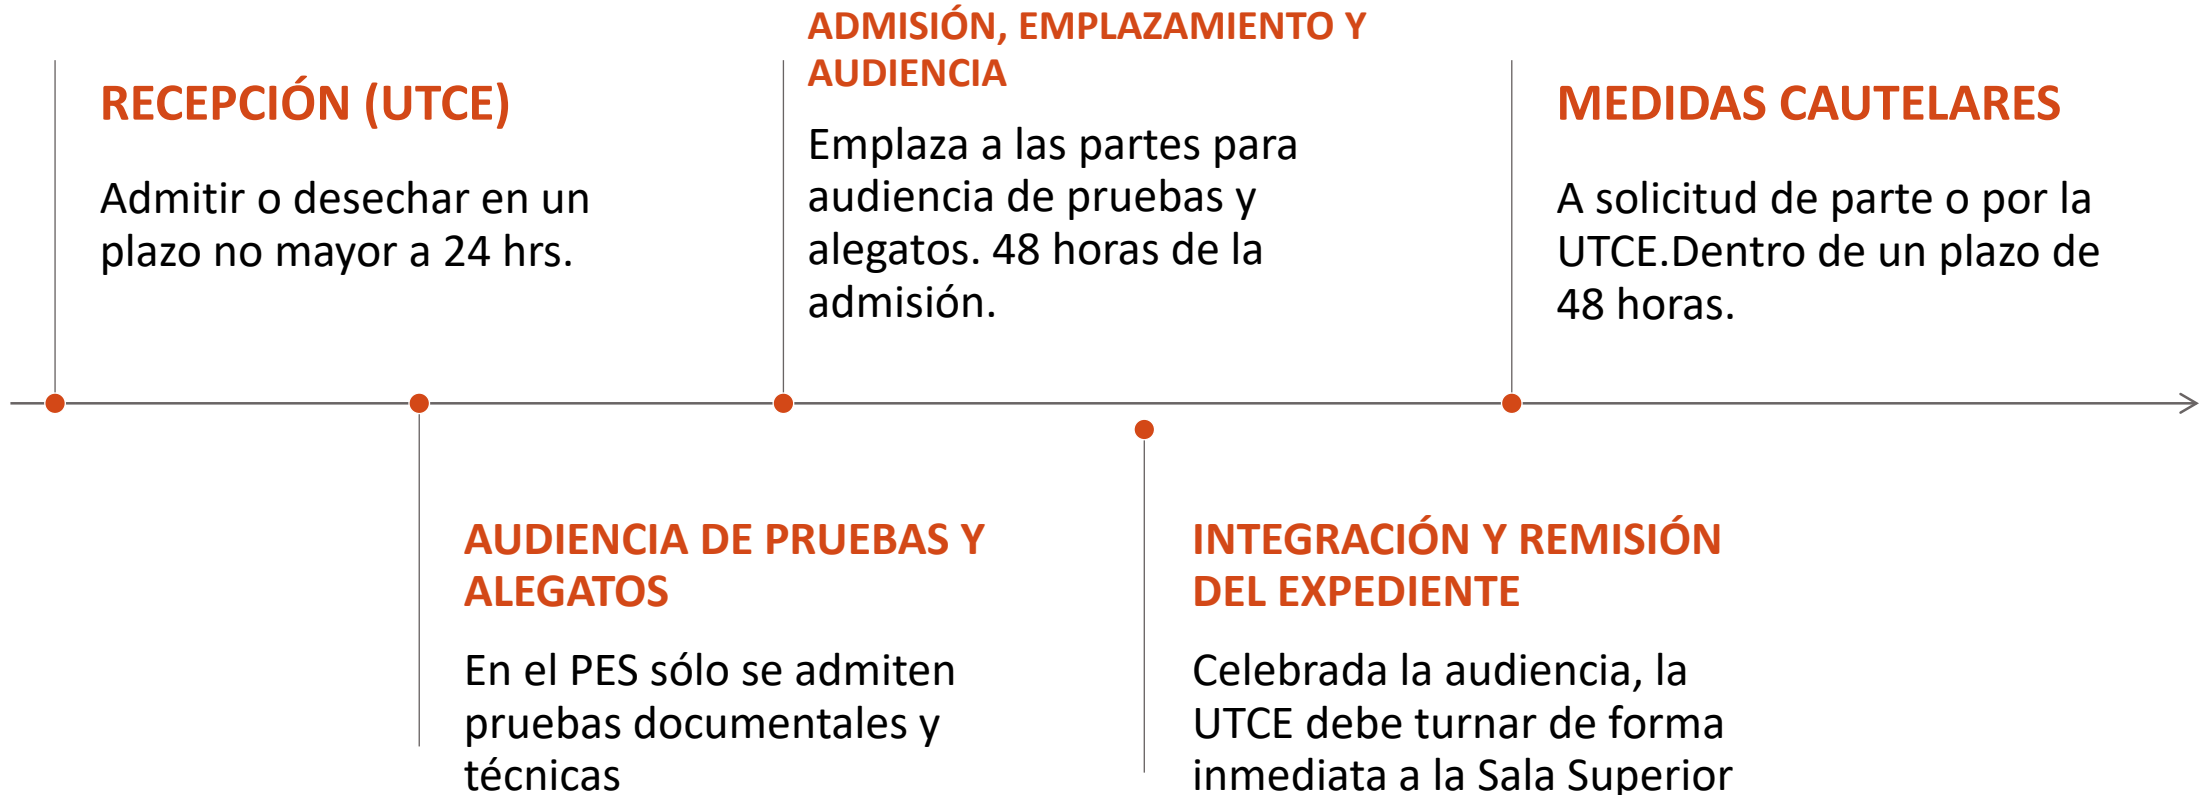 RECEPCIÓN (UTCE)
Admitir o desechar en un
plazo no mayor a 24 hrs.
AUDIENCIA DE PRUEBAS Y
ALEGATOS
En el PES sólo se admiten
pruebas documentales y
técnicas
ADMISIÓN, EMPLAZAMIENTO Y
AUDIENCIA
Emplaza a las partes para
audiencia de pruebas y
alegatos. 48 horas de la
admisión.
INTEGRACIÓN Y REMISIÓN
DEL EXPEDIENTE
Celebrada la audiencia, la
UTCE debe turnar de forma
inmediata a la Sala Superior
MEDIDAS CAUTELARES
A solicitud de parte o por la
UTCE.Dentro de un plazo de
48 horas.